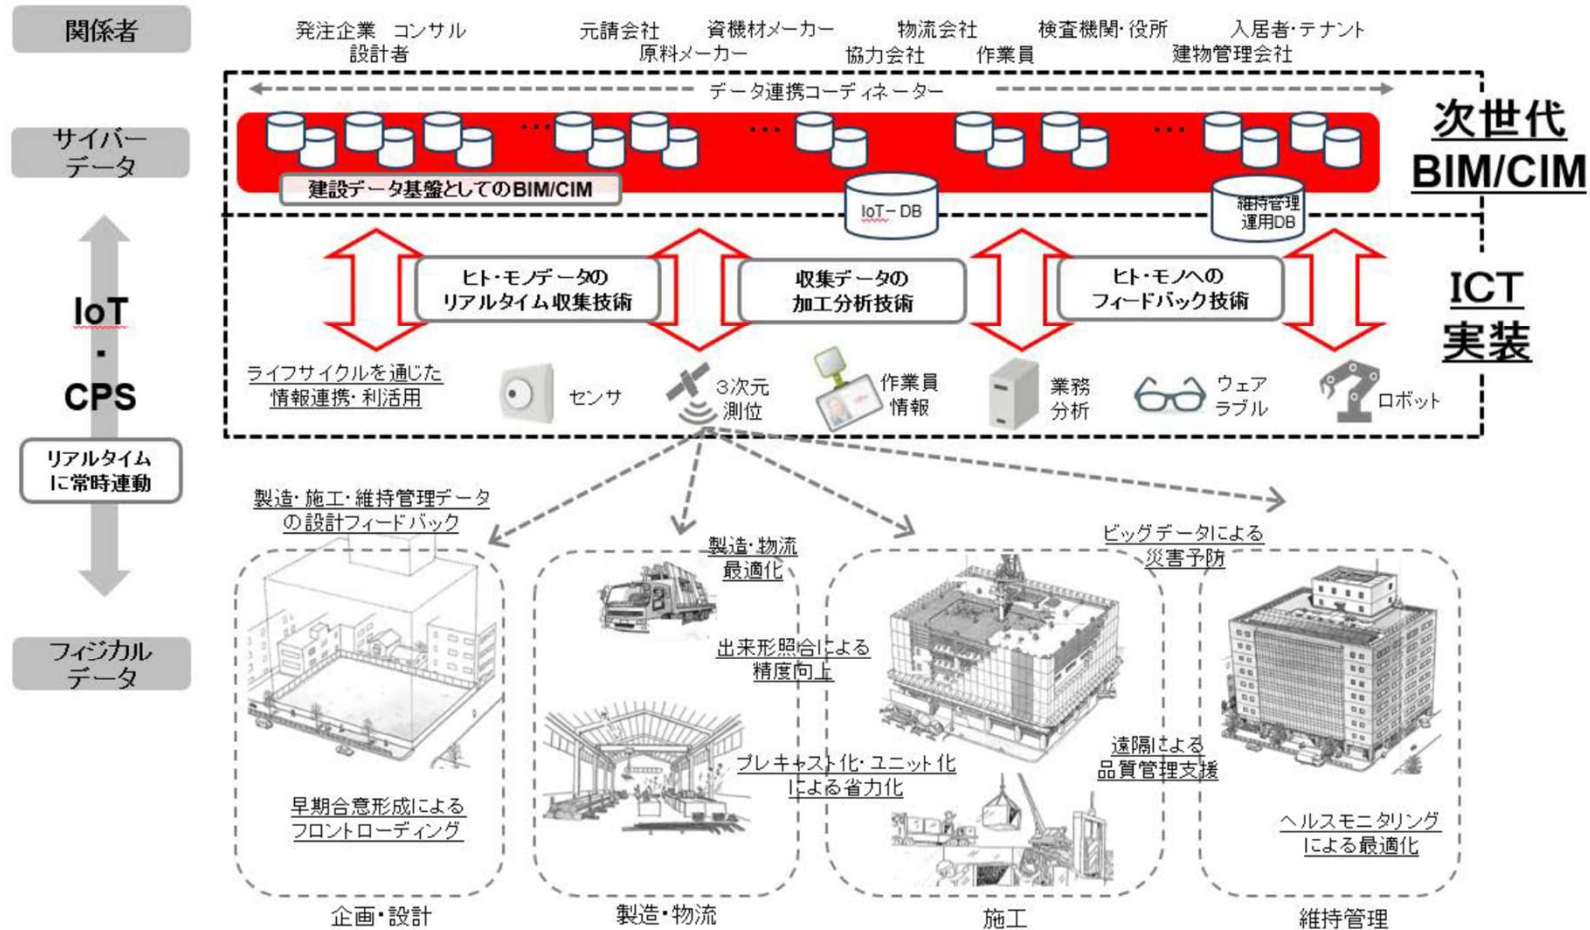 関係者
発注企業 コンサル
設計者
元請会社
原料メーカー
資機材メーカー
協力会社
物流会社
作業員
検査機関・役所
建物管理会社
入居者・テナント
データ連携コーディネーター
サイバー
データ
・・・
・・・
・・・
建設データ基盤としてのBIM/CIM
IoT－DB
維持管理
運用DB
次世代
BIM/CIM
ヒト・モノデータの
リアルタイム収集技術
収集データの
加工分析技術
ヒト・モノへの
フィードバック技術
ICT
実装
IoT
・
CPS
リアルタイム
に常時連動
ライフサイクルを通じた
情報連携・利活用
センサ
3次元
測位
作業員
情報
業務
分析
ウェア
ラブル
ロボット
フィジカル
データ
製造・施工・維持管理データ
の設計フィードバック
早期合意形成による
フロントローディング
企画・設計
製造・物流
最適化
出来形照合による
精度向上
プレキャスト化・ユニット化
による省力化
製造・物流
ビッグデータによる
災害予防
遠隔による
品質管理支援
施工
ヘルスモニタリング
による最適化
維持管理